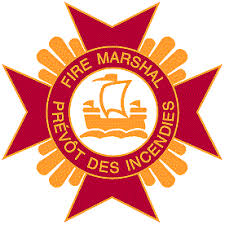 FIRE MARSHAL
PRÉVÔT DES INCENDIES